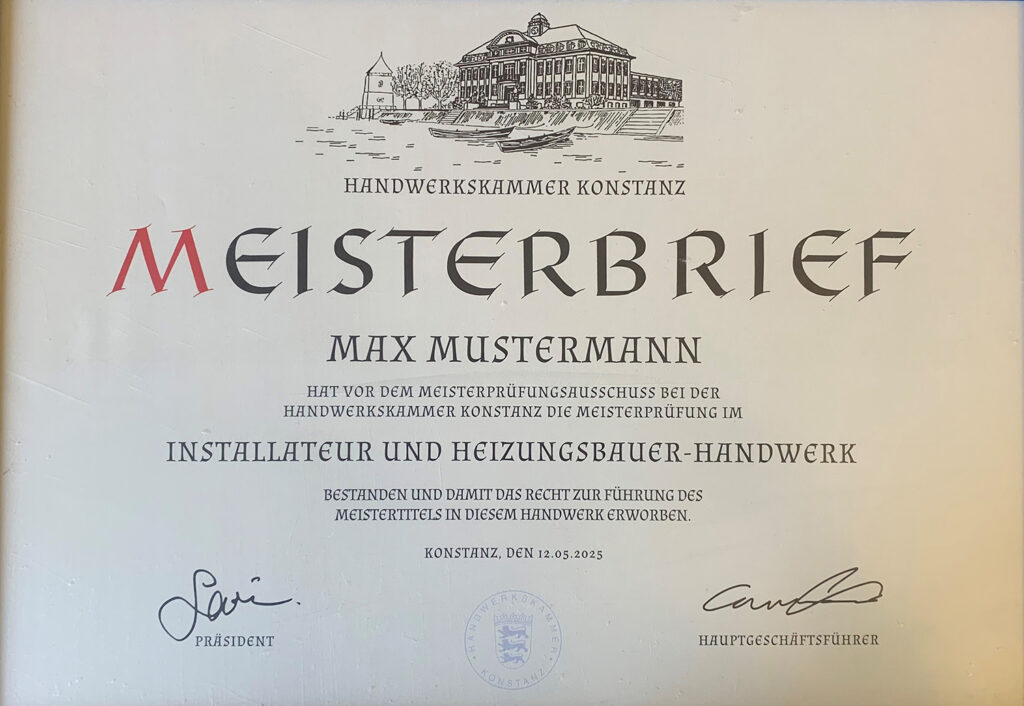 HANDWERKSKAMMER KONSTANZ
MEISTERBRIEF
MAX MUSTERMANN
HAT VOR DEM MEISTERPRÜFUNGSAUSSCHUSS BEI DER
HANDWERKSKAMMER KONSTANZ DIE MEISTERPRÜFUNG IM
INSTALLATEUR UND HEIZUNGSBAUER-HANDWERK
BESTANDEN UND DAMIT DAS RECHT ZUR FÜHRUNG DES
MEISTERTITELS IN DIESEM HANDWERK ERWORBEN.
KONSTANZ, DEN 12.05.2025
PRÄSIDENT
HANDWERKSKAMMER KONSTANZ
HAUPTGESCHÄFTSFÜHRER